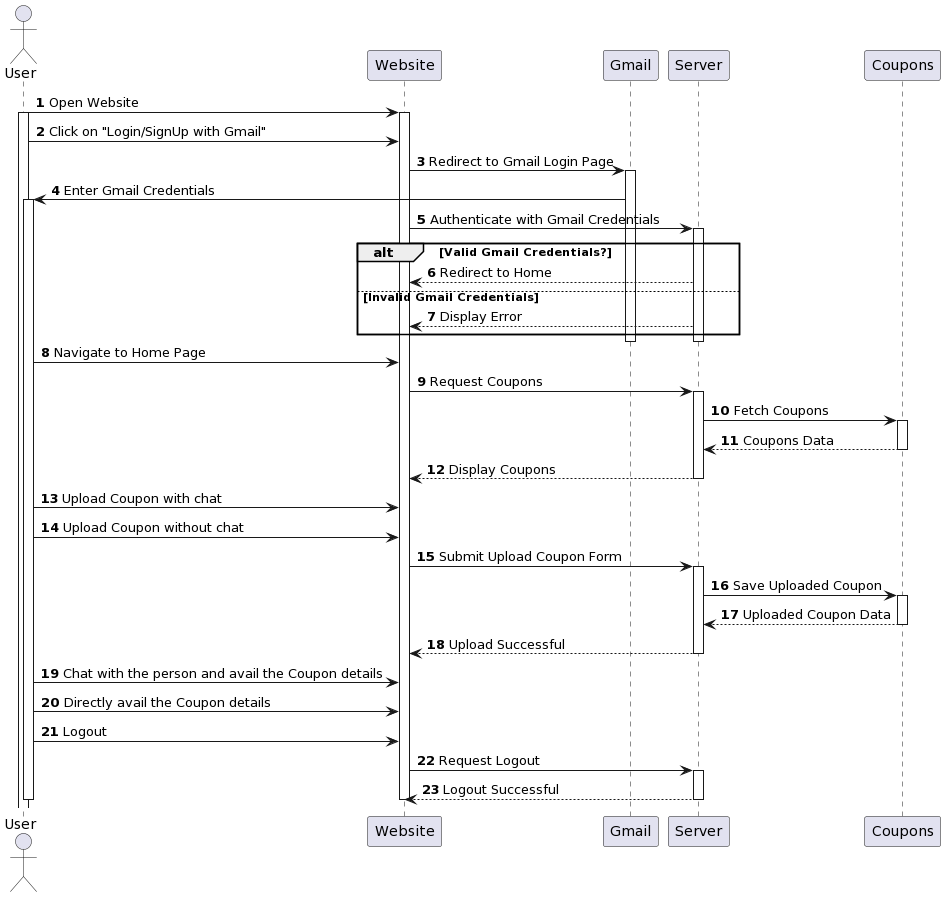 User
Website
Gmail
Server
Coupons
1 Open Website
2 Click on "Login/SignUp with Gmail"
3 Redirect to Gmail Login Page
4 Enter Gmail Credentials
5 Authenticate with Gmail Credentials
alt [Valid Gmail Credentials?]
6 Redirect to Home
[Invalid Gmail Credentials]
7 Display Error
8 Navigate to Home Page
9 Request Coupons
10 Fetch Coupons
11 Coupons Data
12 Display Coupons
13 Upload Coupon with chat
14 Upload Coupon without chat
15 Submit Upload Coupon Form
16 Save Uploaded Coupon
17 Uploaded Coupon Data
18 Upload Successful
19 Chat with the person and avail the Coupon details
20 Directly avail the Coupon details
21 Logout
22 Request Logout
23 Logout Successful
User
Website
Gmail
Server
Coupons